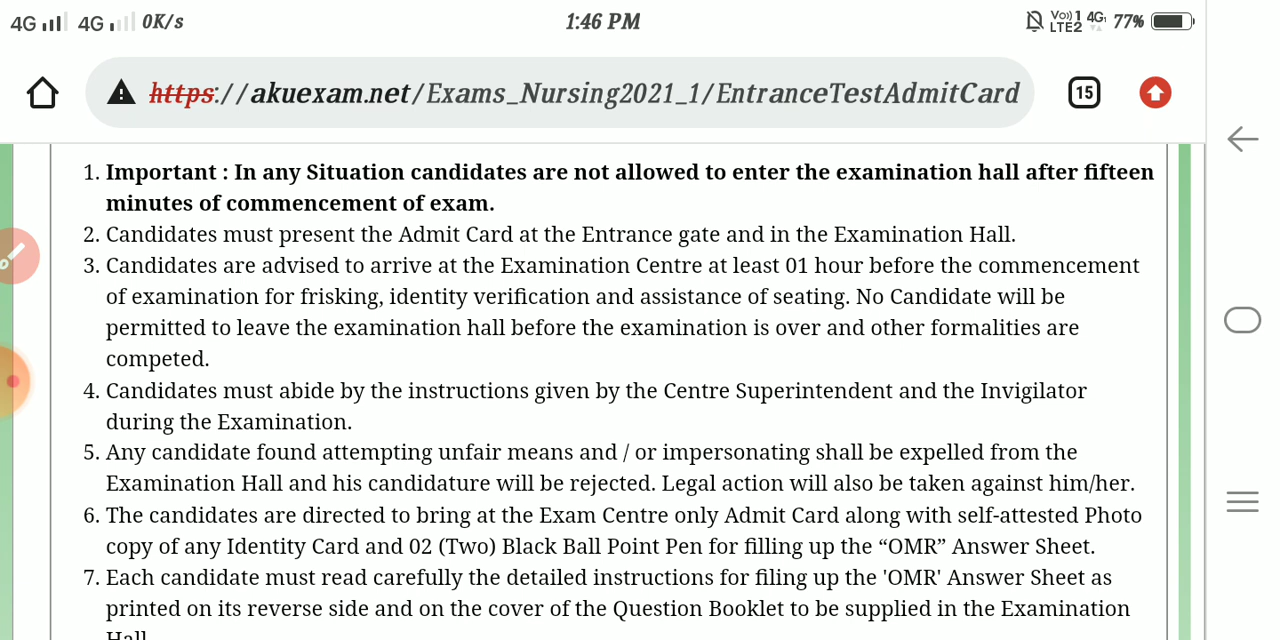 4G 4G 0K/s 1:46 PM Vo)) 1 4G 77%
LTE2
https://akuexam.net/Exams_Nursing2021_1/EntranceTestAdmitCard 15
1. Important : In any Situation candidates are not allowed to enter the examination hall after fifteen
minutes of commencement of exam.
2. Candidates must present the Admit Card at the Entrance gate and in the Examination Hall.
3. Candidates are advised to arrive at the Examination Centre at least 01 hour before the commencement
of examination for frisking, identity verification and assistance of seating. No Candidate will be
permitted to leave the examination hall before the examination is over and other formalities are
competed.
4. Candidates must abide by the instructions given by the Centre Superintendent and the Invigilator
during the Examination.
5. Any candidate found attempting unfair means and / or impersonating shall be expelled from the
Examination Hall and his candidature will be rejected. Legal action will also be taken against him/her.
6. The candidates are directed to bring at the Exam Centre only Admit Card along with self-attested Photo
copy of any Identity Card and 02 (Two) Black Ball Point Pen for filling up the “OMR” Answer Sheet.
7. Each candidate must read carefully the detailed instructions for filing up the 'OMR' Answer Sheet as
printed on its reverse side and on the cover of the Question Booklet to be supplied in the Examination
Hall